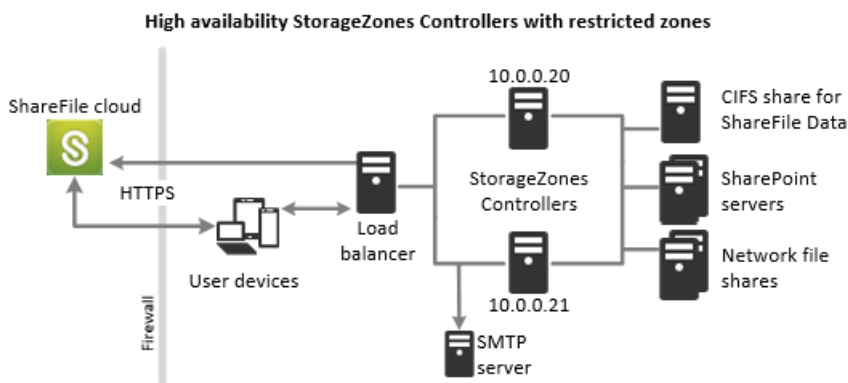 High availability StorageZones Controllers with restricted zones
10.0.0.20
ShareFile cloud
CIFS share for
ShareFile Data
S
HTTPS
StorageZones
Controllers
SharePoint
servers
Load
balancer
User devices
Network file
shares
10.0.0.21
Firewall
SMTP
server